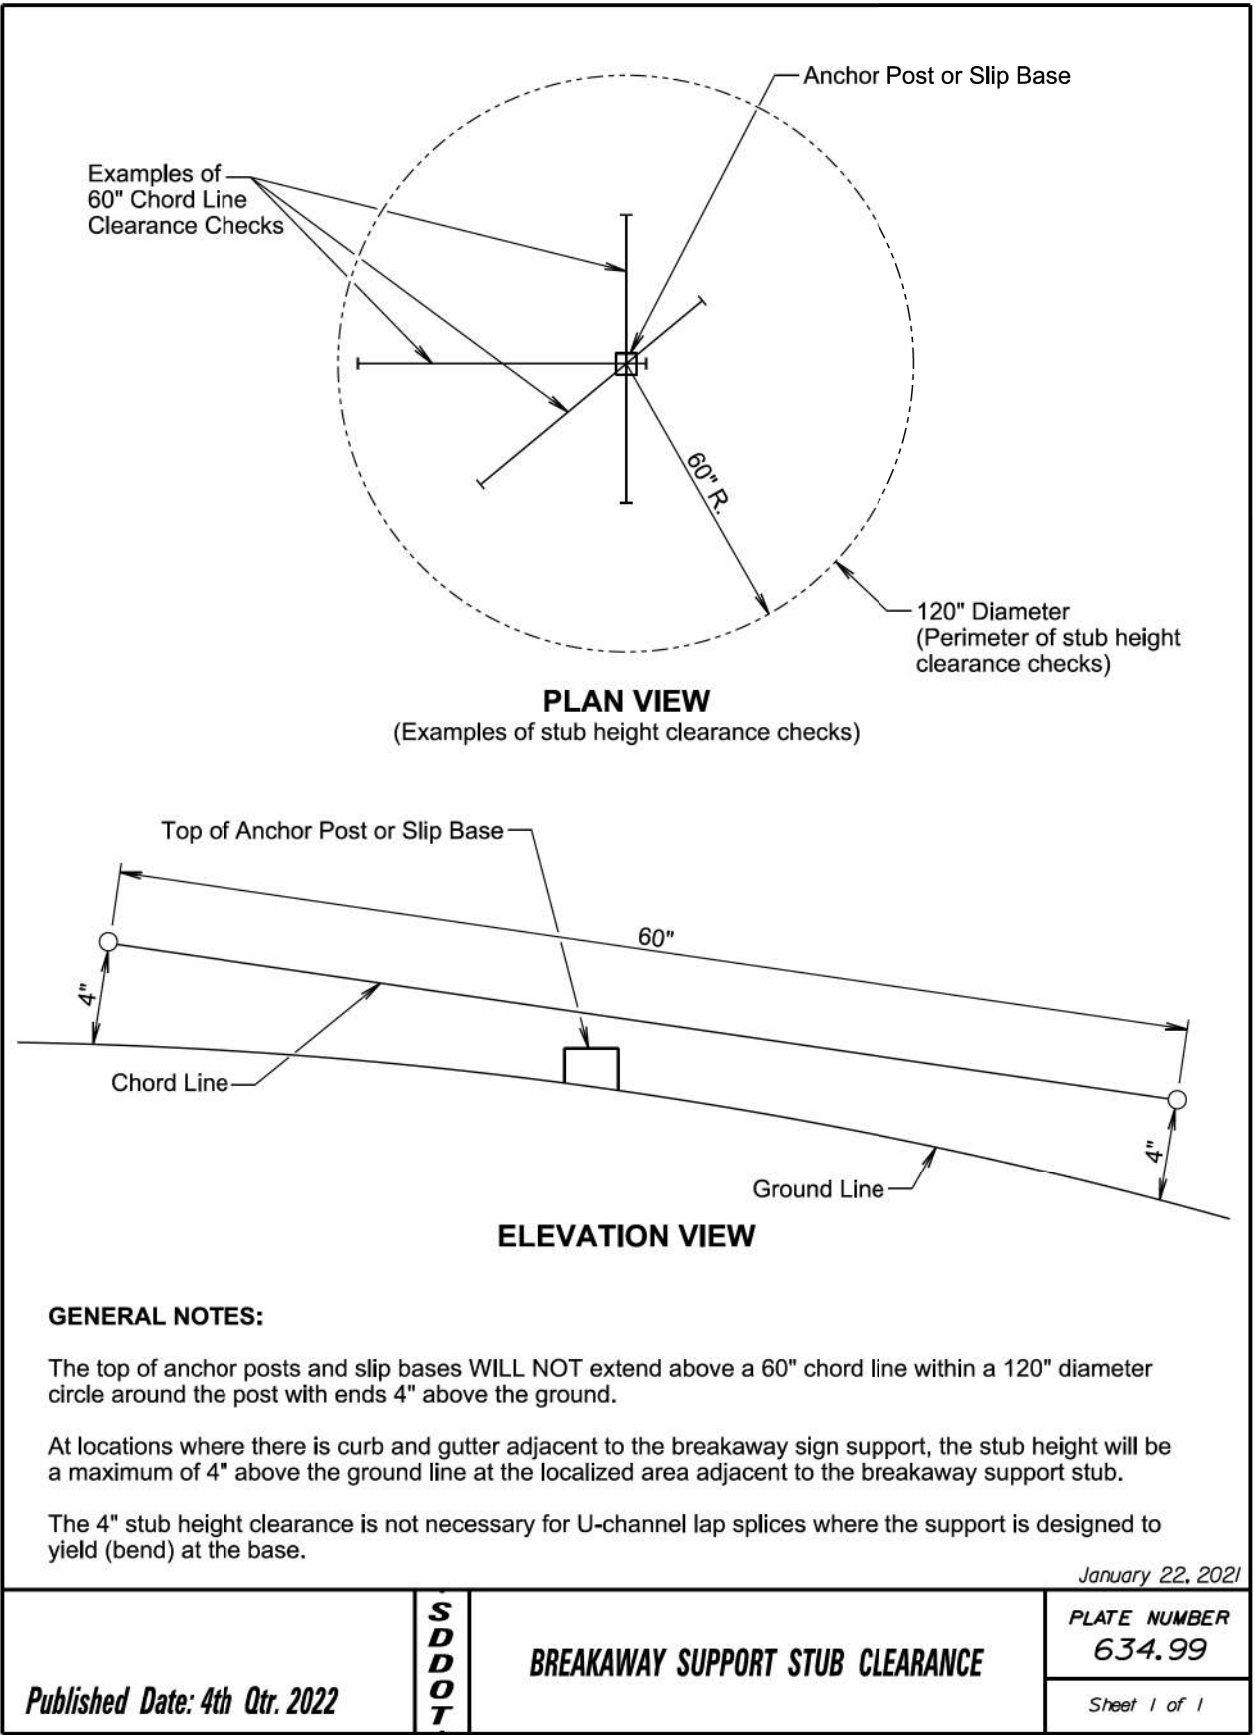 Anchor Post or Slip Base
Examples of
60" Chord Line
Clearance Checks
60" R.
120" Diameter
(Perimeter of stub height
clearance checks)
PLAN VIEW
(Examples of stub height clearance checks)
Top of Anchor Post or Slip Base
60"
4"
Chord Line
4"
Ground Line
ELEVATION VIEW
GENERAL NOTES:
The top of anchor posts and slip bases WILL NOT extend above a 60" chord line within a 120" diameter
circle around the post with ends 4" above the ground.
At locations where there is curb and gutter adjacent to the breakaway sign support, the stub height will be
a maximum of 4" above the ground line at the localized area adjacent to the breakaway support stub.
The 4" stub height clearance is not necessary for U-channel lap splices where the support is designed to
yield (bend) at the base.
January 22, 2021
Published Date: 4th Qtr. 2022
S
D
D
O
T
BREAKAWAY SUPPORT STUB CLEARANCE
PLATE NUMBER
634.99
Sheet 1 of 1